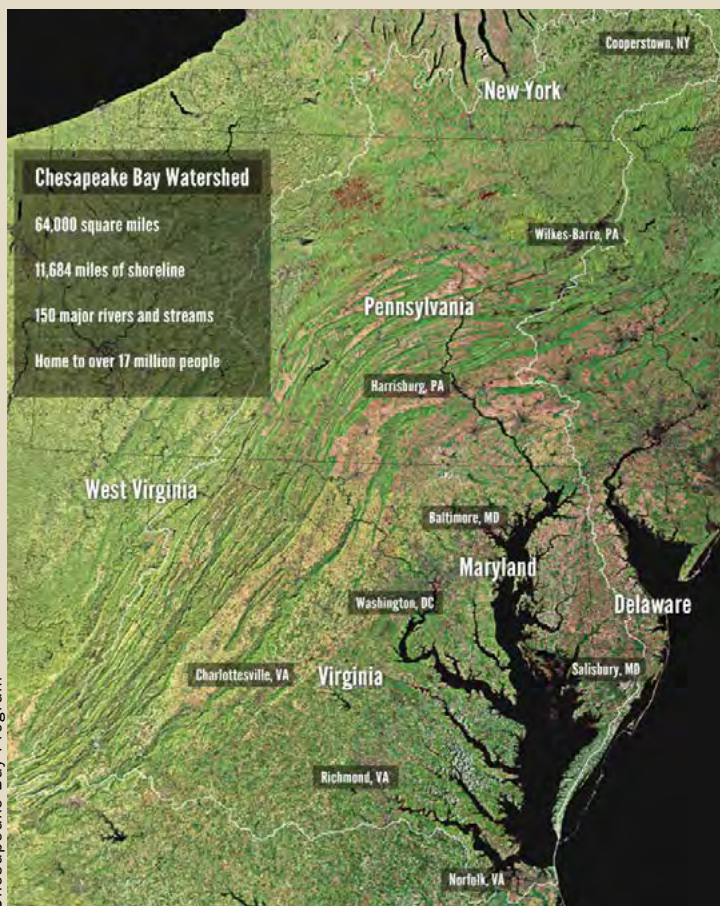 Cooperstown, NY
New York
Chesapeake Bay Watershed
64,000 square miles
11,684 miles of shoreline
150 major rivers and streams
Home to over 17 million people
Wilkes-Barre, PA
Pennsylvania
Harrisburg, PA
West Virginia
Baltimore, MD
Maryland
Washington, DC
Delaware
Charlottesville, VA
Virginia
Salisbury, MD
Richmond, VA
Norfolk, VA
Bay Program